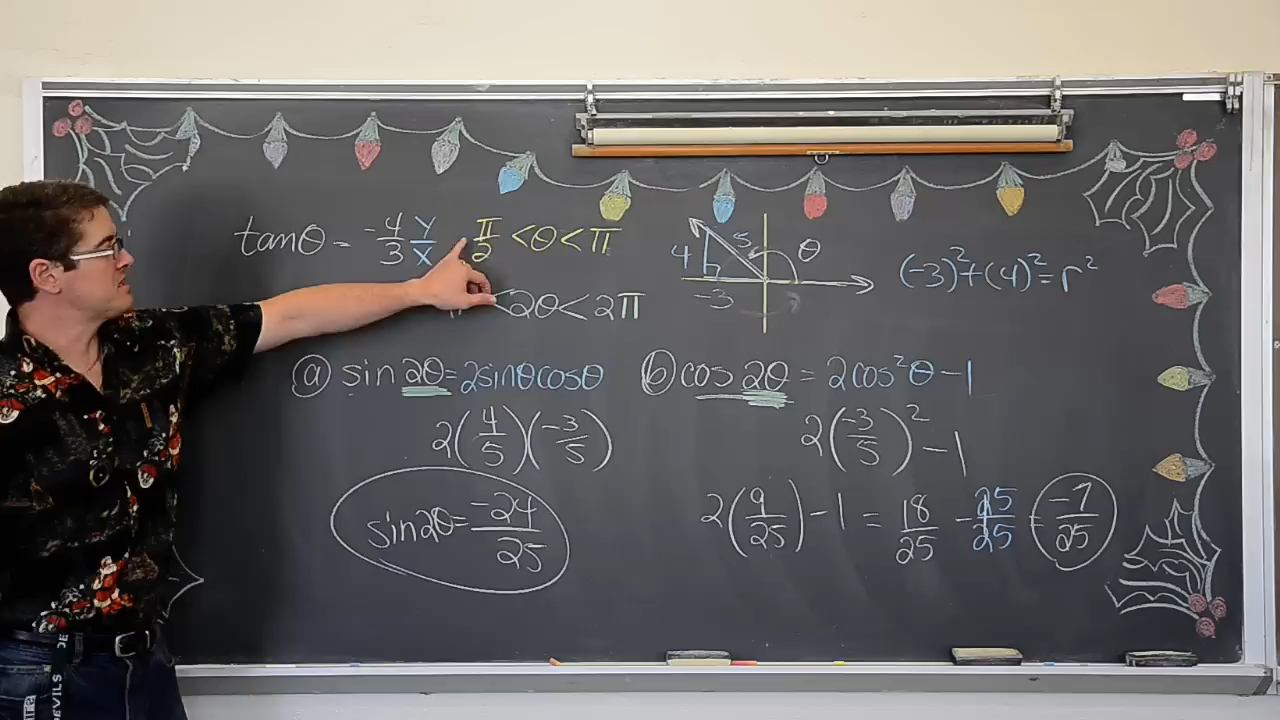 tanθ = -4/3 y/x π/2 < θ < π
π < 2θ < 2π
4 5 θ
-3
(-3)² + (4)² = r²
ⓐ sin 2θ = 2sinθcosθ
2(4/5)(-3/5)
sin2θ = -24/25
ⓑ cos 2θ = 2cos²θ - 1
2(-3/5)² - 1
2(9/25) - 1 = 18/25 - 25/25 = -7/25
DEVILS